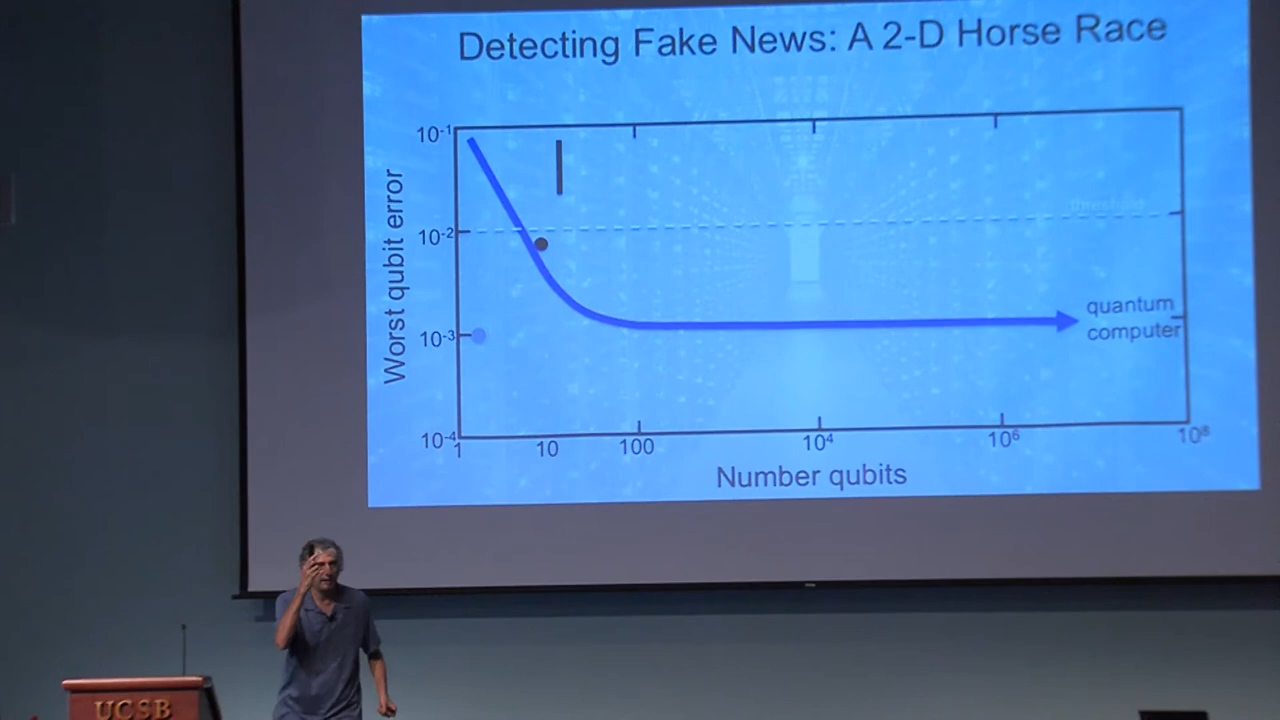 Detecting Fake News: A 2-D Horse Race
10⁻¹
threshold
10⁻²
Worst qubit error
quantum
computer
10⁻³
10⁻⁴
1
10
100
10⁴
10⁶
10⁸
Number qubits
UCSB